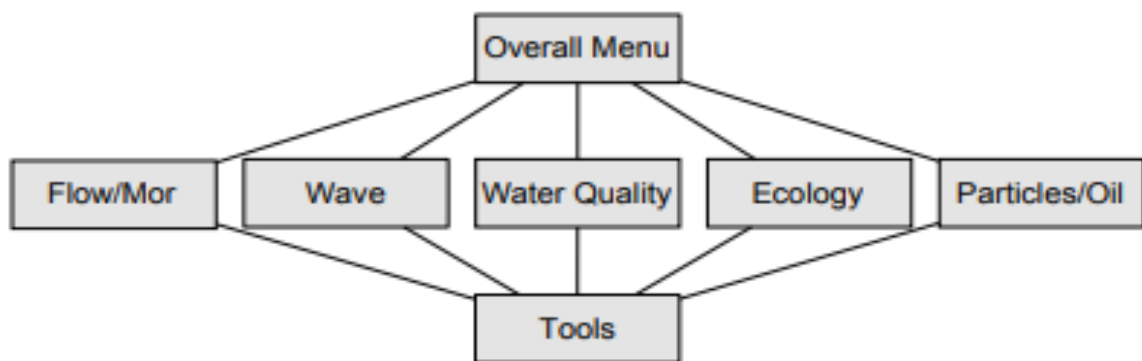 Overall Menu
Flow/Mor
Wave
Water Quality
Ecology
Particles/Oil
Tools